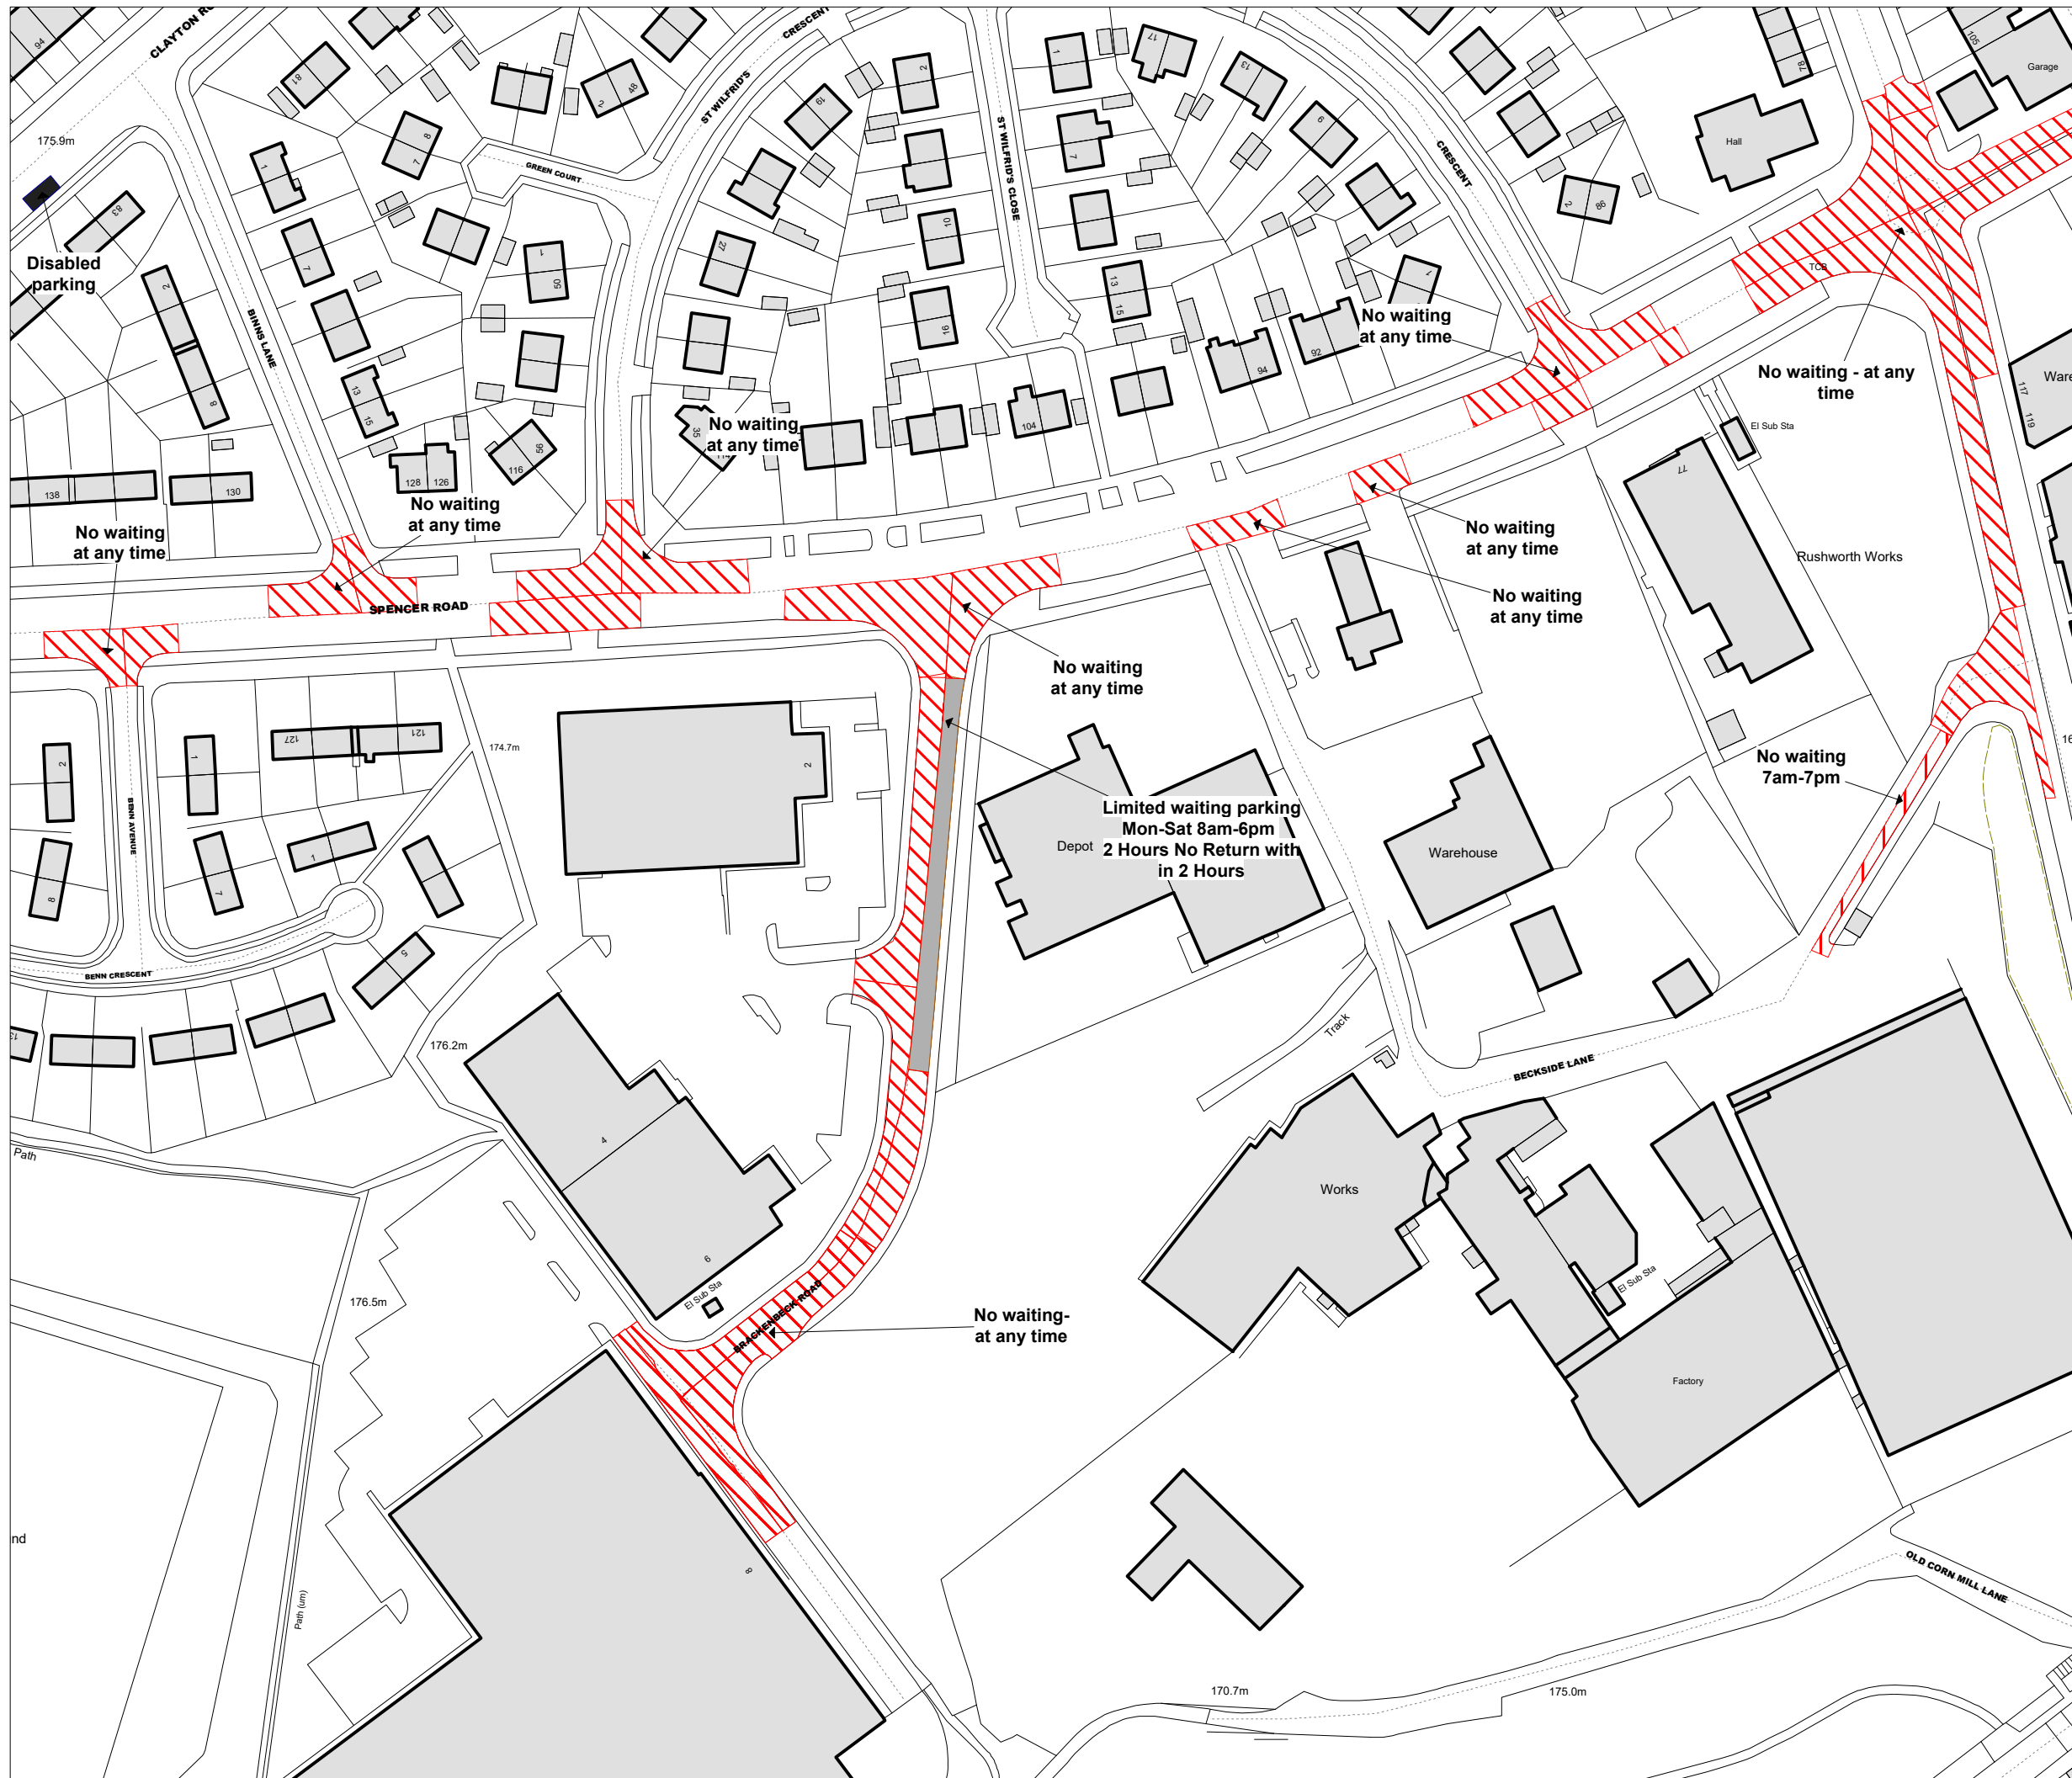 94
CLAYTON RO
CRESCENT
105
Garage
78
81
2
48
ST WILFRID'S
19
2
1
17
13
9
Hall
175.9m
8
7
1
GREEN COURT
7
ST WILFRID'S CLOSE
CRESCENT
2
86
83
Disabled
parking
27
10
1
50
7
13
15
TCB
2
BINNS LANE
16
7
No waiting
at any time
92
94
No waiting - at any
time
117
119
Ware
8
13
15
35
No waiting
at any time
104
El Sub Sta
77
56
116
128
126
138
130
No waiting
at any time
No waiting
at any time
No waiting
at any time
Rushworth Works
SPENCER ROAD
No waiting
at any time
No waiting
at any time
127
121
174.7m
2
1
2
BENN AVENUE
No waiting
7am-7pm
Limited waiting parking
Mon-Sat 8am-6pm
2 Hours No Return with
in 2 Hours
Depot
Warehouse
1
7
8
5
BENN CRESCENT
13
176.2m
Track
BECKSIDE LANE
4
Path
Works
6
El Sub Sta
El Sub Sta
176.5m
BRACKENBECK ROAD
No waiting-
at any time
Factory
nd
8
Path (um)
OLD CORN MILL LANE
170.7m
175.0m